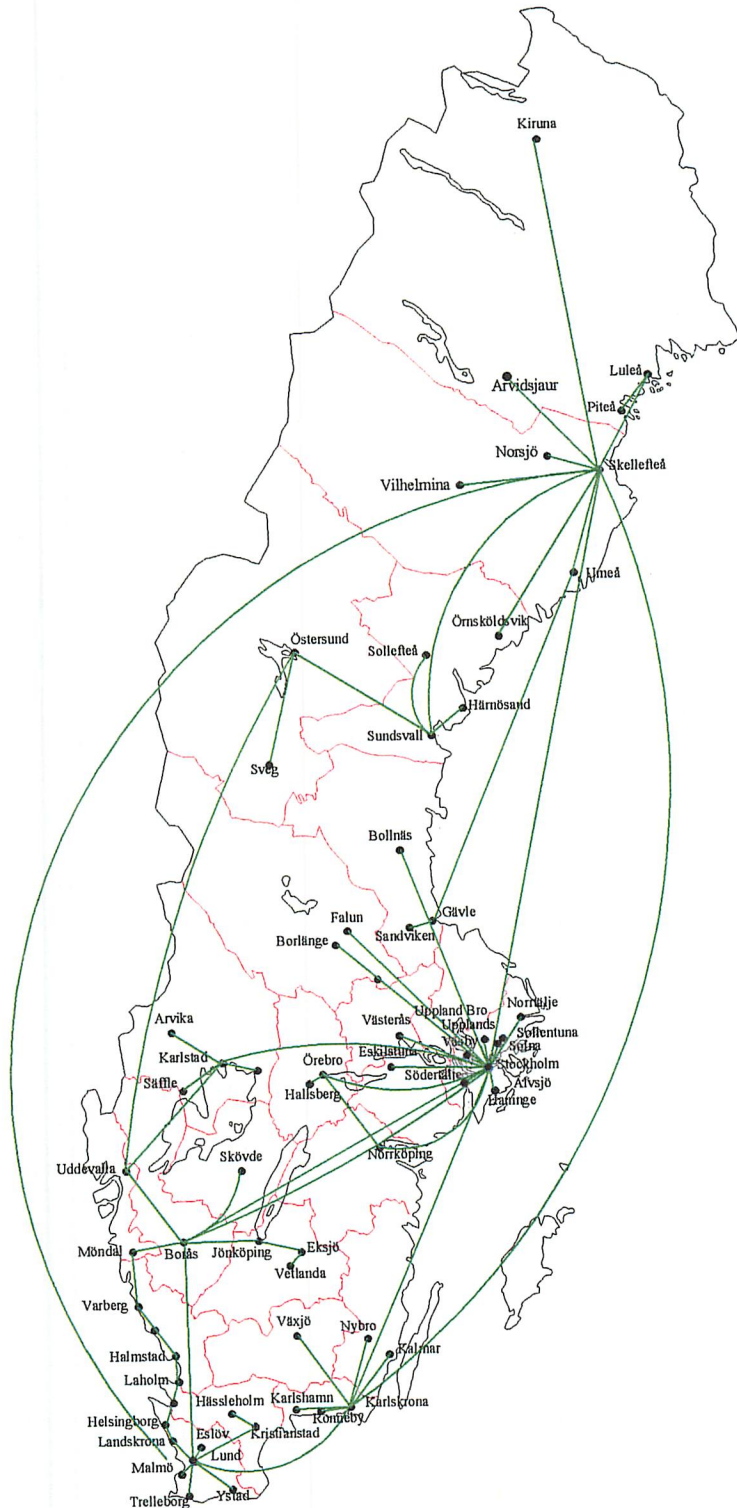 Kiruna
Luleå
Arvidsjaur
Piteå
Norsjö
Skellefteå
Vilhelmina
Umeå
Örnsköldsvik
Östersund
Sollefteå
Härnösand
Sundsvall
Sveg
Bollnäs
Falun
Gävle
Sandviken
Borlänge
Uppland Bro
Norrtälje
Arvika
Västerås
Upplands
Väsby
Sollentuna
Solna
Karlstad
Eskilstuna
Stockholm
Örebro
Södertälje
Säffle
Hallsberg
Älvsjö
Haninge
Norrköping
Skövde
Uddevalla
Möndal
Borås
Jönköping
Eksjö
Vetlanda
Varberg
Växjö
Nybro
Halmstad
Kalmar
Laholm
Hässleholm
Karlshamn
Karlskrona
Ronneby
Helsingborg
Kristianstad
Landskrona
Eslöv
Lund
Malmö
Trelleborg
Ystad